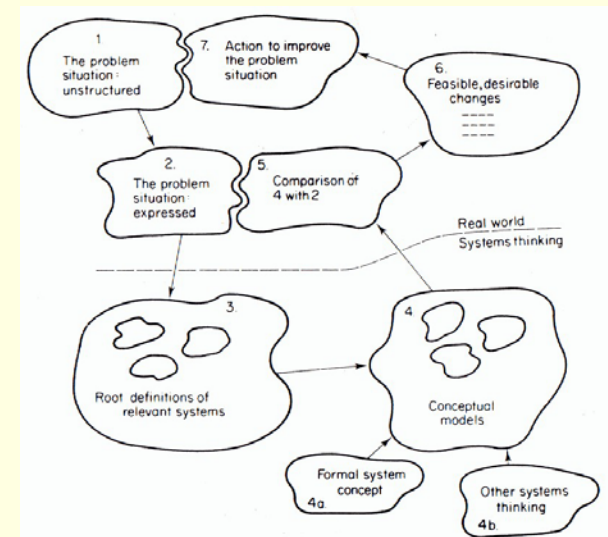 1
The problem
situation:
unstructured
7. Action to improve
the problem
situation
6.
Feasible, desirable
changes
2.
The problem
situation:
expressed
5.
Comparison of
4 with 2
Real world
Systems thinking
3.
Root definitions of
relevant systems
4
Conceptual
models
Formal system
concept
4a.
Other systems
thinking
4b.